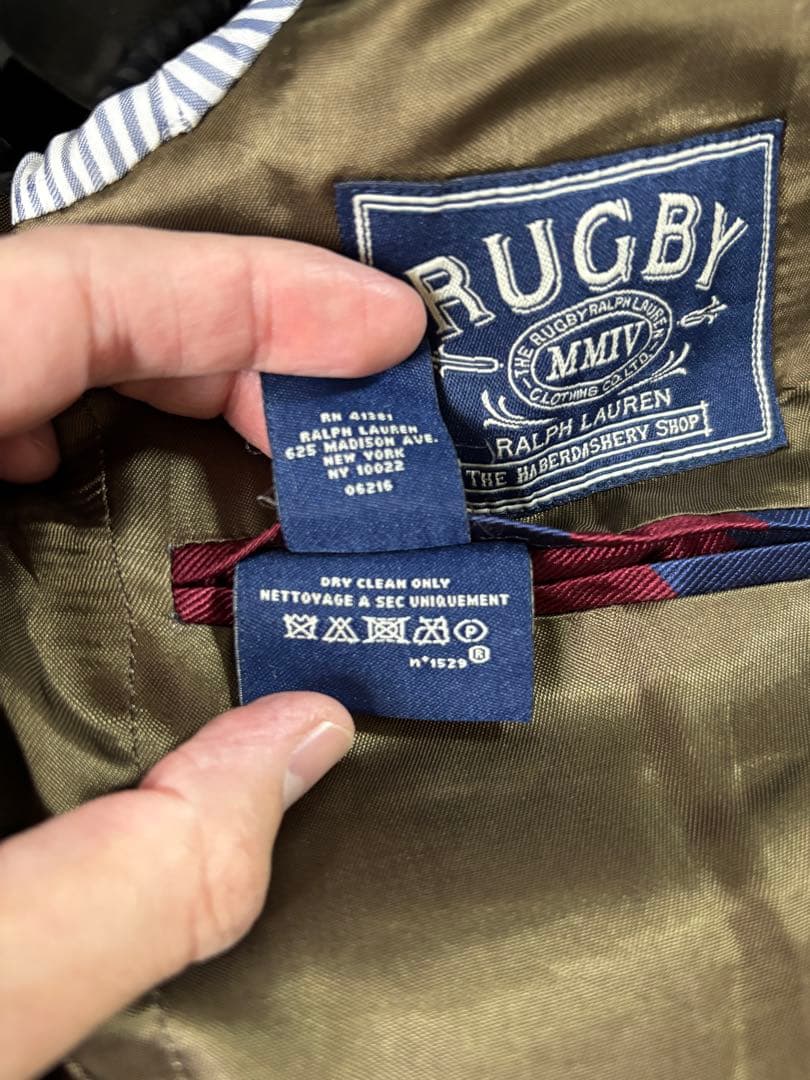 RUGBY
THE RUGBY RALPH LAUREN
MMIV
CLOTHING CO. LTD.
RALPH LAUREN
THE HABERDASHERY SHOP
RN 41381
RALPH LAUREN
625 MADISON AVE.
NEW YORK
NY 10022
06216
DRY CLEAN ONLY
NETTOYAGE A SEC UNIQUEMENT
P
n°1529 ®